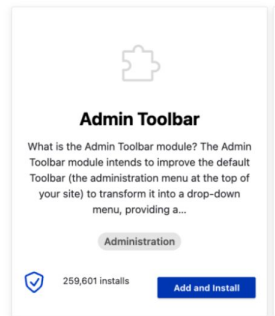 Admin Toolbar
What is the Admin Toolbar module? The Admin
Toolbar module intends to improve the default
Toolbar (the administration menu at the top of
your site) to transform it into a drop-down
menu, providing a...
Administration
259,601 installs
Add and Install